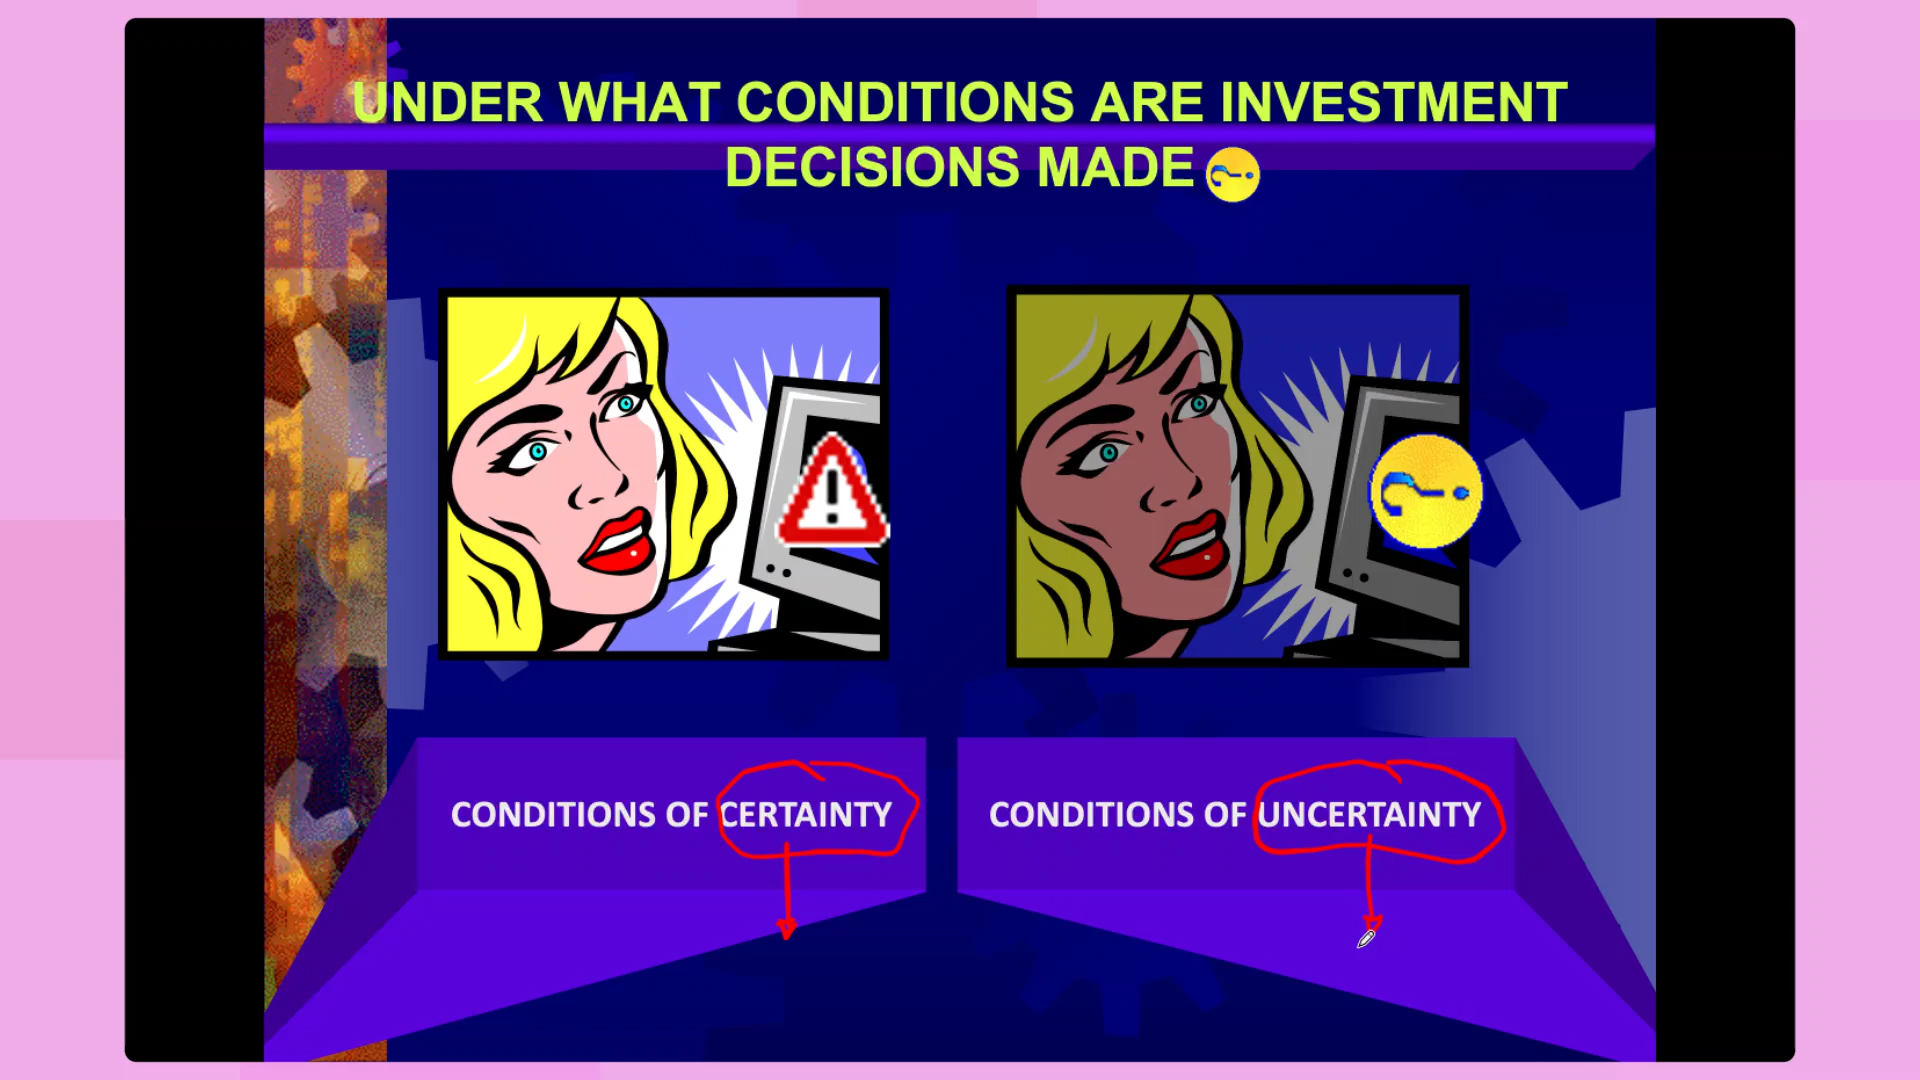 UNDER WHAT CONDITIONS ARE INVESTMENT
DECISIONS MADE
CONDITIONS OF CERTAINTY
CONDITIONS OF UNCERTAINTY